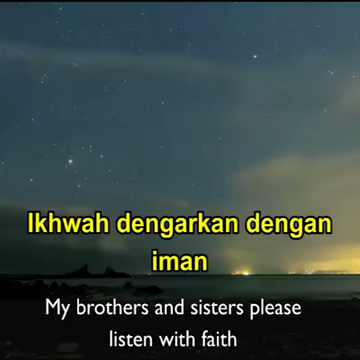 Ikhwah dengarkan dengan
iman
My brothers and sisters please
listen with faith